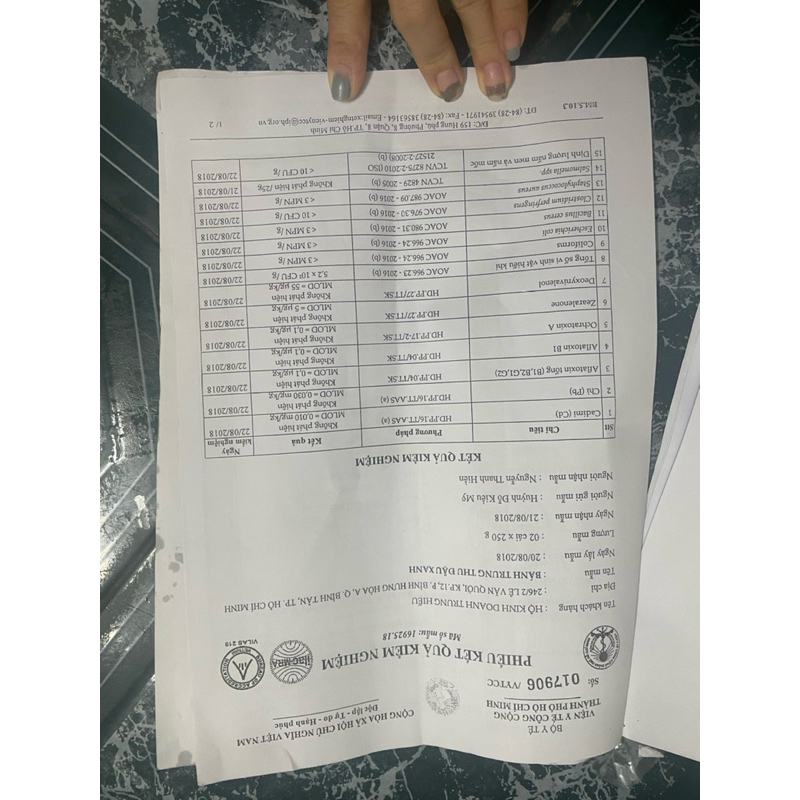 BỘ Y TẾ
VIỆN Y TẾ CÔNG CỘNG
THÀNH PHỐ HỒ CHÍ MINH
CỘNG HÒA XÃ HỘI CHỦ NGHĨA VIỆT NAM
Độc lập - Tự do - Hạnh phúc
Số: 017906 /VYTCC
PHIẾU KẾT QUẢ KIỂM NGHIỆM
Mã số mẫu: 16925.18
ilac-MRA
VILAS 219
Tên khách hàng : HỘ KINH DOANH TRUNG HIẾU
Địa chỉ : 246/2 LÊ VĂN QUỚI, KP.12, P. BÌNH HƯNG HÒA A, Q. BÌNH TÂN, TP. HỒ CHÍ MINH
Tên mẫu : BÁNH TRUNG THU ĐẬU XANH
Ngày lấy mẫu : 20/08/2018
Lượng mẫu : 02 cái x 250 g
Ngày nhận mẫu : 21/08/2018
Người gửi mẫu : Huỳnh Đỗ Kiều Mỹ
Người nhận mẫu : Nguyễn Thanh Hiền
KẾT QUẢ KIỂM NGHIỆM
Stt Chỉ tiêu Phương pháp Kết quả Ngày kiểm nghiệm
1 Cadimi (Cd) HD.PP.16/TT.AAS (a) Không phát hiện MLOD = 0,010 mg/kg 22/08/2018
2 Chì (Pb) HD.PP.16/TT.AAS (a) Không phát hiện MLOD = 0,030 mg/kg 22/08/2018
3 Aflatoxin tổng (B1,B2,G1,G2) HD.PP.04/TT.SK Không phát hiện MLOD = 0,1 µg/kg 22/08/2018
4 Aflatoxin B1 HD.PP.04/TT.SK Không phát hiện MLOD = 0,1 µg/kg 22/08/2018
5 Ochratoxin A HD.PP.17-2/TT.SK Không phát hiện MLOD = 0,1 µg/kg 22/08/2018
6 Zearalenone HD.PP.27/TT.SK Không phát hiện MLOD = 5 µg/kg 22/08/2018
7 Deoxynivalenol HD.PP.27/TT.SK Không phát hiện MLOD = 55 µg/kg 22/08/2018
8 Tổng số vi sinh vật hiếu khí AOAC 966.23 - 2016 (b) 5,2 x 10¹ CFU /g 22/08/2018
9 Coliforms AOAC 966.24 - 2016 (b) < 3 MPN /g 22/08/2018
10 Escherichia coli AOAC 966.24 - 2016 (b) < 3 MPN /g 22/08/2018
11 Bacillus cereus AOAC 980.31 - 2016 (b) < 3 MPN /g 22/08/2018
12 Clostridium perfringens AOAC 976.30 - 2016 (b) < 10 CFU /g 22/08/2018
13 Staphylococcus aureus AOAC 987.09 - 2016 (b) < 3 MPN /g 22/08/2018
14 Salmonella spp TCVN 4829 - 2005 (b) Không phát hiện /25g 21/08/2018
15 Định lượng nấm men nấm mốc TCVN 8275-2:2010 (ISO 21527-2:2008) (b) < 10 CFU /g 22/08/2018
Đ/C: 159 Hưng phú, Phường 8, Quận 8, TP.Hồ Chí Minh
BM.5.10.3 ĐT: (84-28) 39541971 - Fax: (84-28) 38563164 - Email: xetnghiem-vienytcc@iph.org.vn 1/ 2